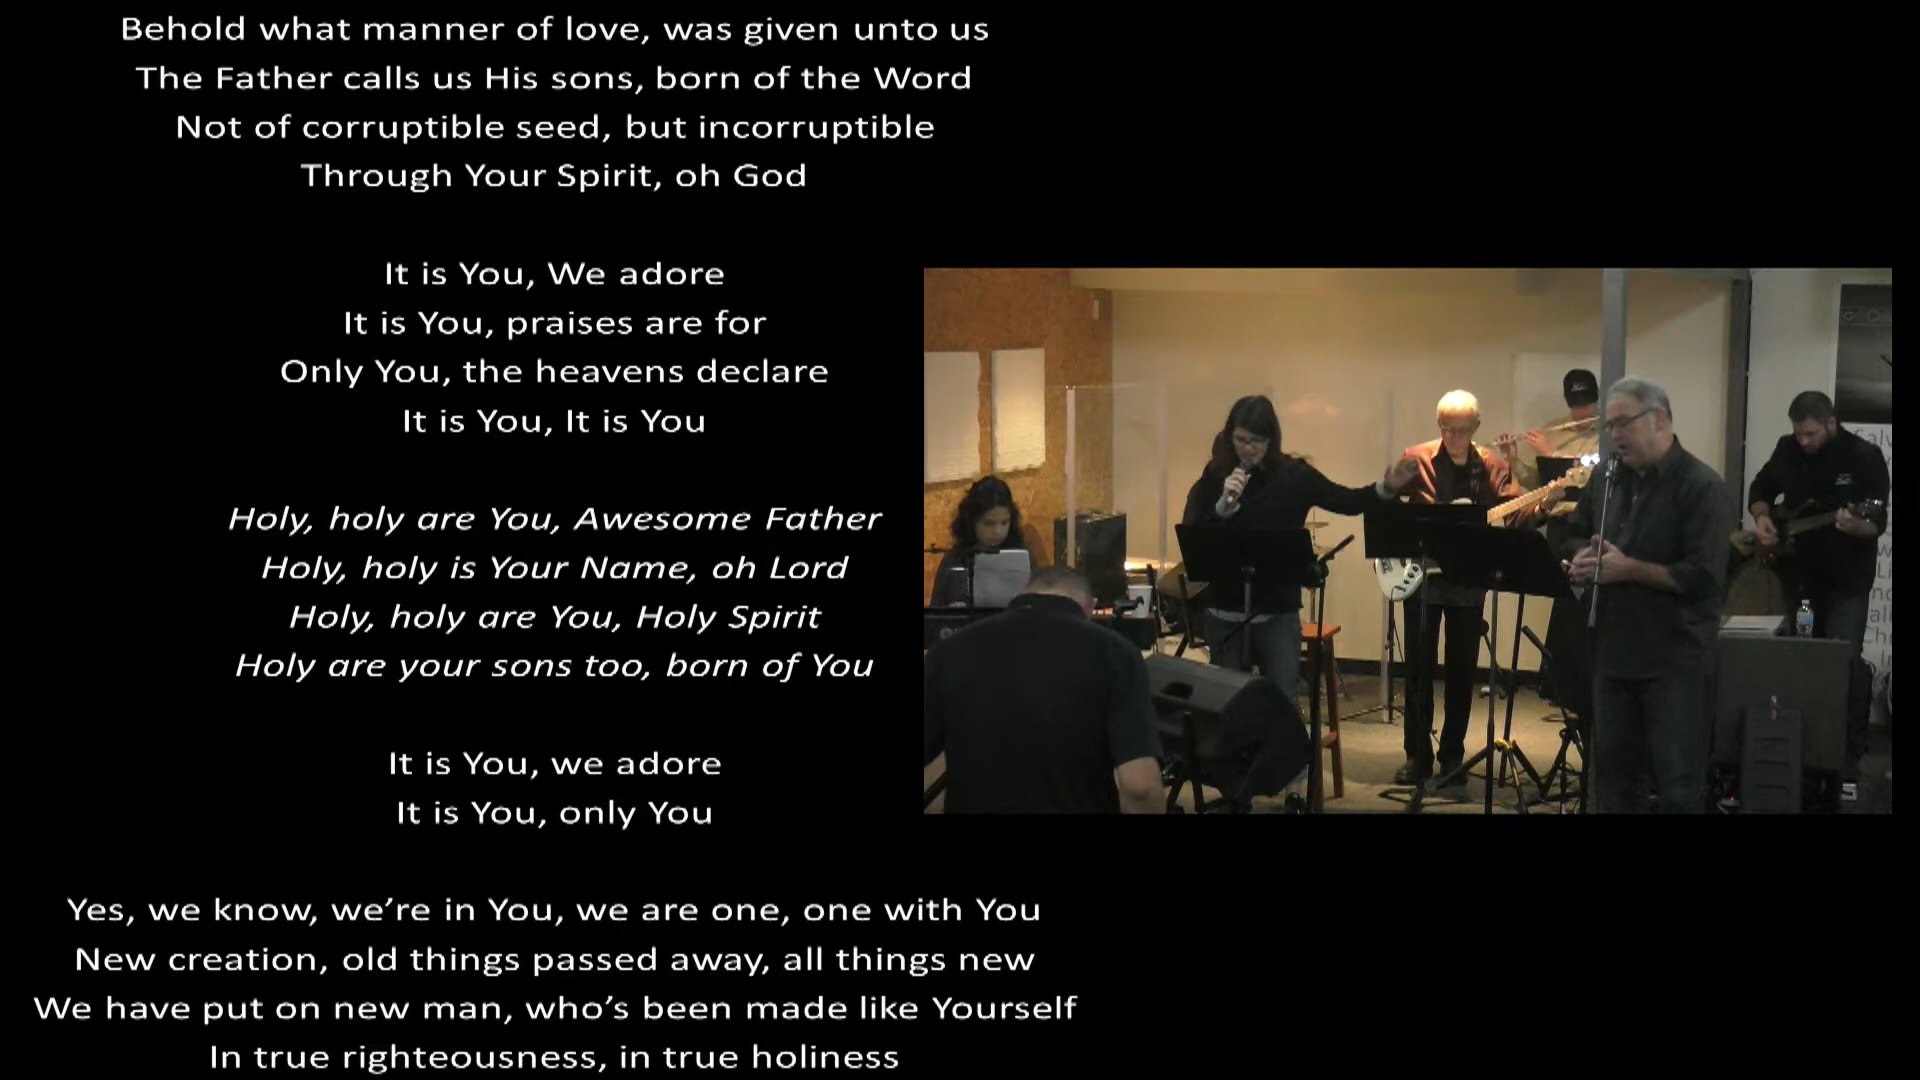 Behold what manner of love, was given unto us
The Father calls us His sons, born of the Word
Not of corruptible seed, but incorruptible
Through Your Spirit, oh God
It is You, We adore
It is You, praises are for
Only You, the heavens declare
It is You, It is You
Holy, holy are You, Awesome Father
Holy, holy is Your Name, oh Lord
Holy, holy are You, Holy Spirit
Holy are your sons too, born of You
It is You, we adore
It is You, only You
Yes, we know, we’re in You, we are one, one with You
New creation, old things passed away, all things new
We have put on new man, who’s been made like Yourself
In true righteousness, in true holiness